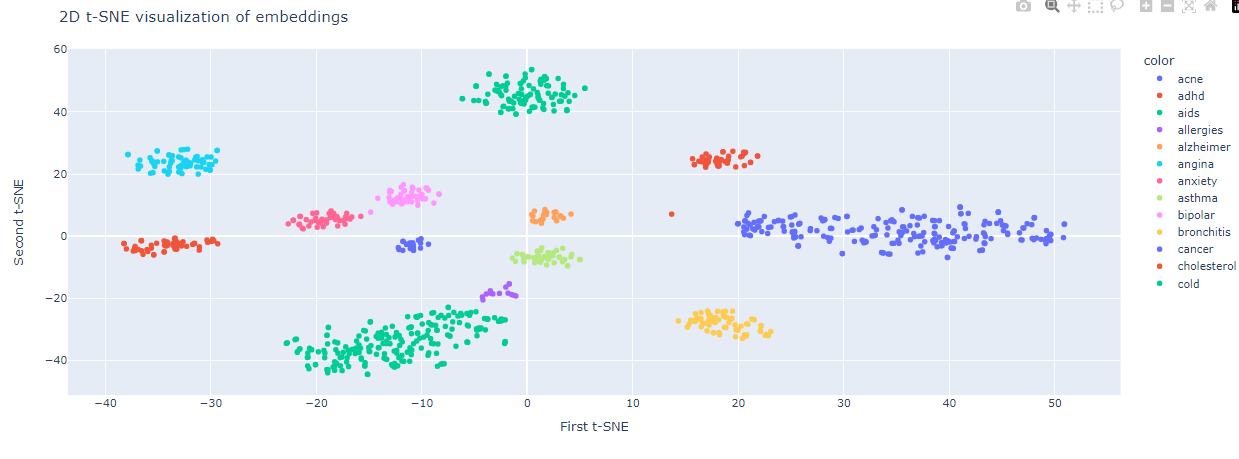 2D t-SNE visualization of embeddings
color
acne
adhd
aids
allergies
alzheimer
angina
anxiety
asthma
bipolar
bronchitis
cancer
cholesterol
cold
60
40
20
0
−20
−40
Second t-SNE
−40
−30
−20
−10
0
10
20
30
40
50
First t-SNE